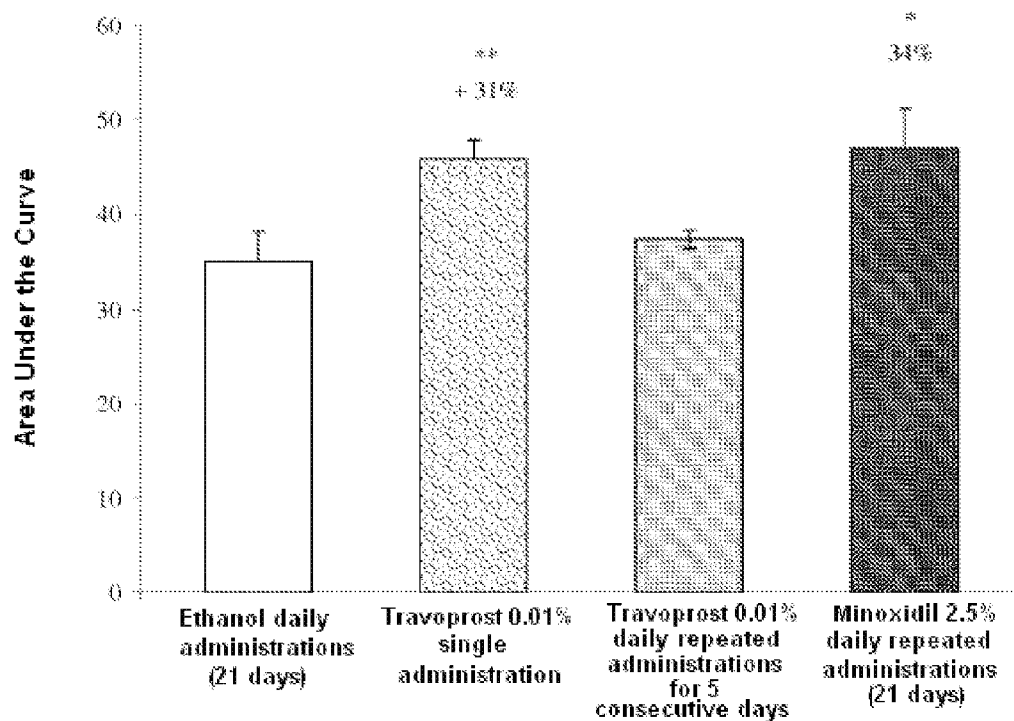 60
50
40
30
20
10
0
Area Under the Curve
**
+ 31%
*
34%
Ethanol daily
administrations
(21 days)
Travoprost 0.01%
single
administration
Travoprost 0.01%
daily repeated
administrations
for 5
consecutive days
Minoxidil 2.5%
daily repeated
administrations
(21 days)